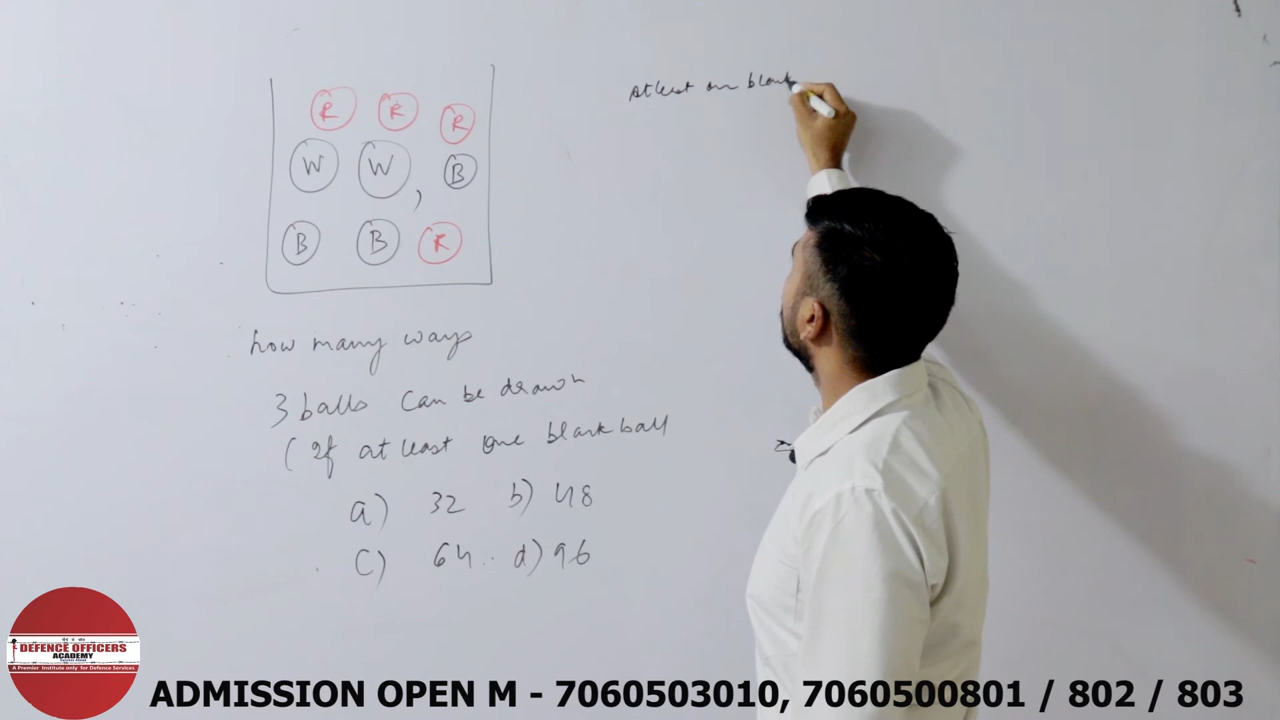 R R R
W W , B
B B R
how many ways
3 balls can be drawn
( If at least one black ball
a) 32 b) 48
c) 64 .. d) 96
Atleast one black
DEFENCE OFFICERS
ACADEMY
A Premier Institute only for Defence Services
ADMISSION OPEN M - 7060503010, 7060500801 / 802 / 803